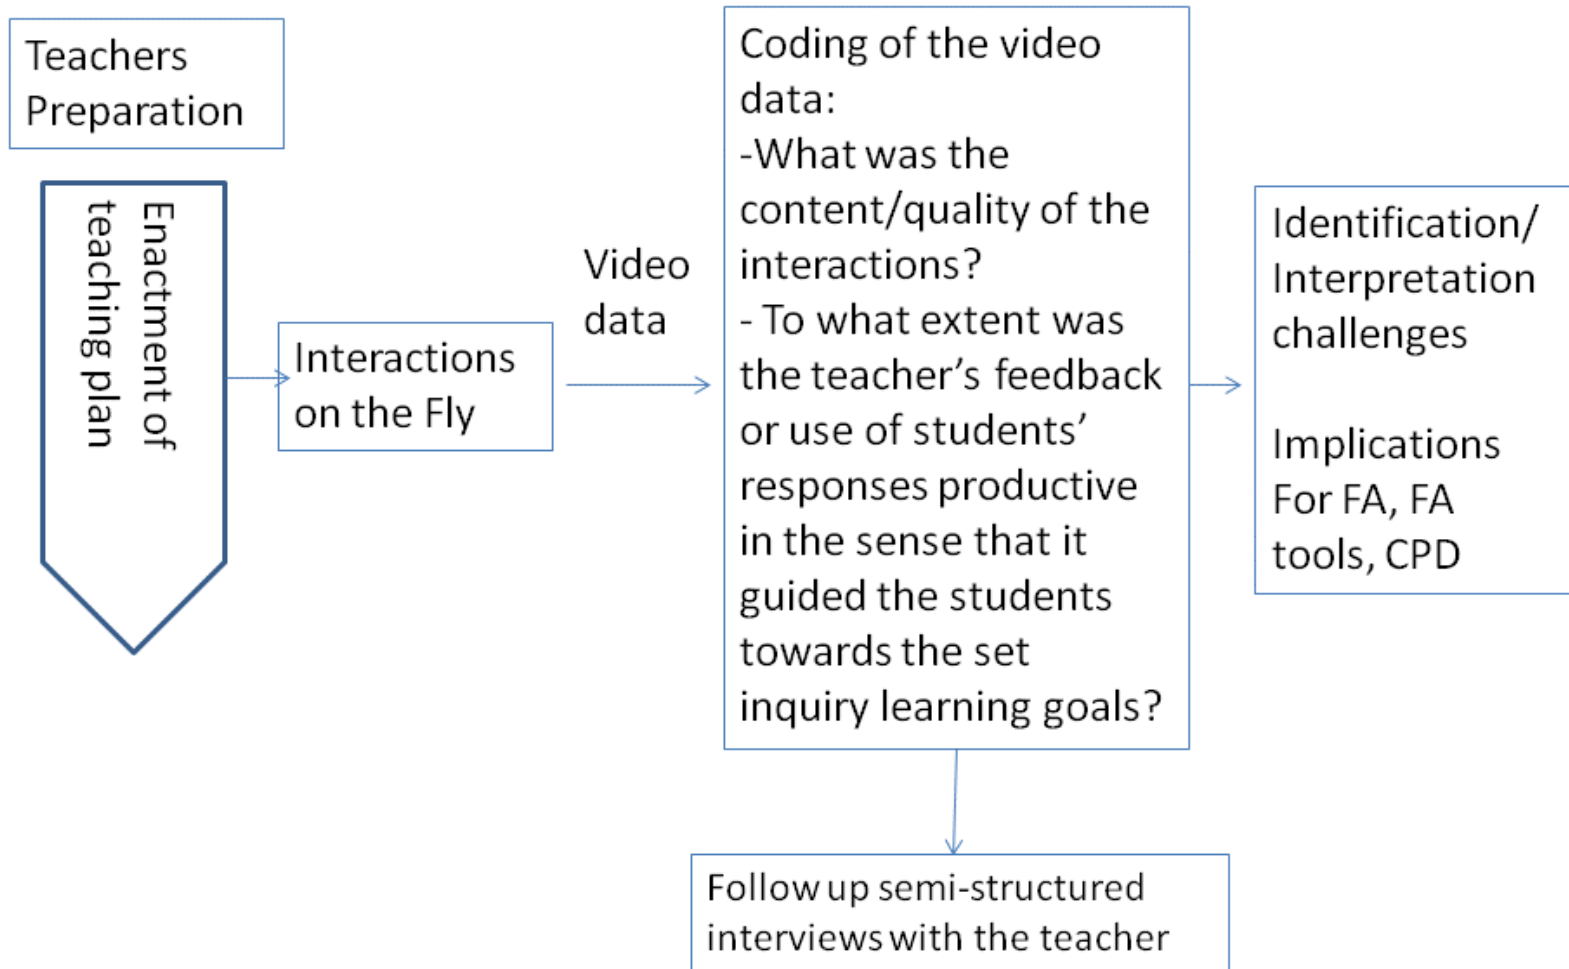 Teachers
Preparation
Enactment of
teaching plan
Interactions
on the Fly
Video
data
Coding of the video
data:
-What was the
content/quality of the
interactions?
- To what extent was
the teacher’s feedback
or use of students’
responses productive
in the sense that it
guided the students
towards the set
inquiry learning goals?
Identification/
Interpretation
challenges
Implications
For FA, FA
tools, CPD
Follow up semi-structured
interviews with the teacher